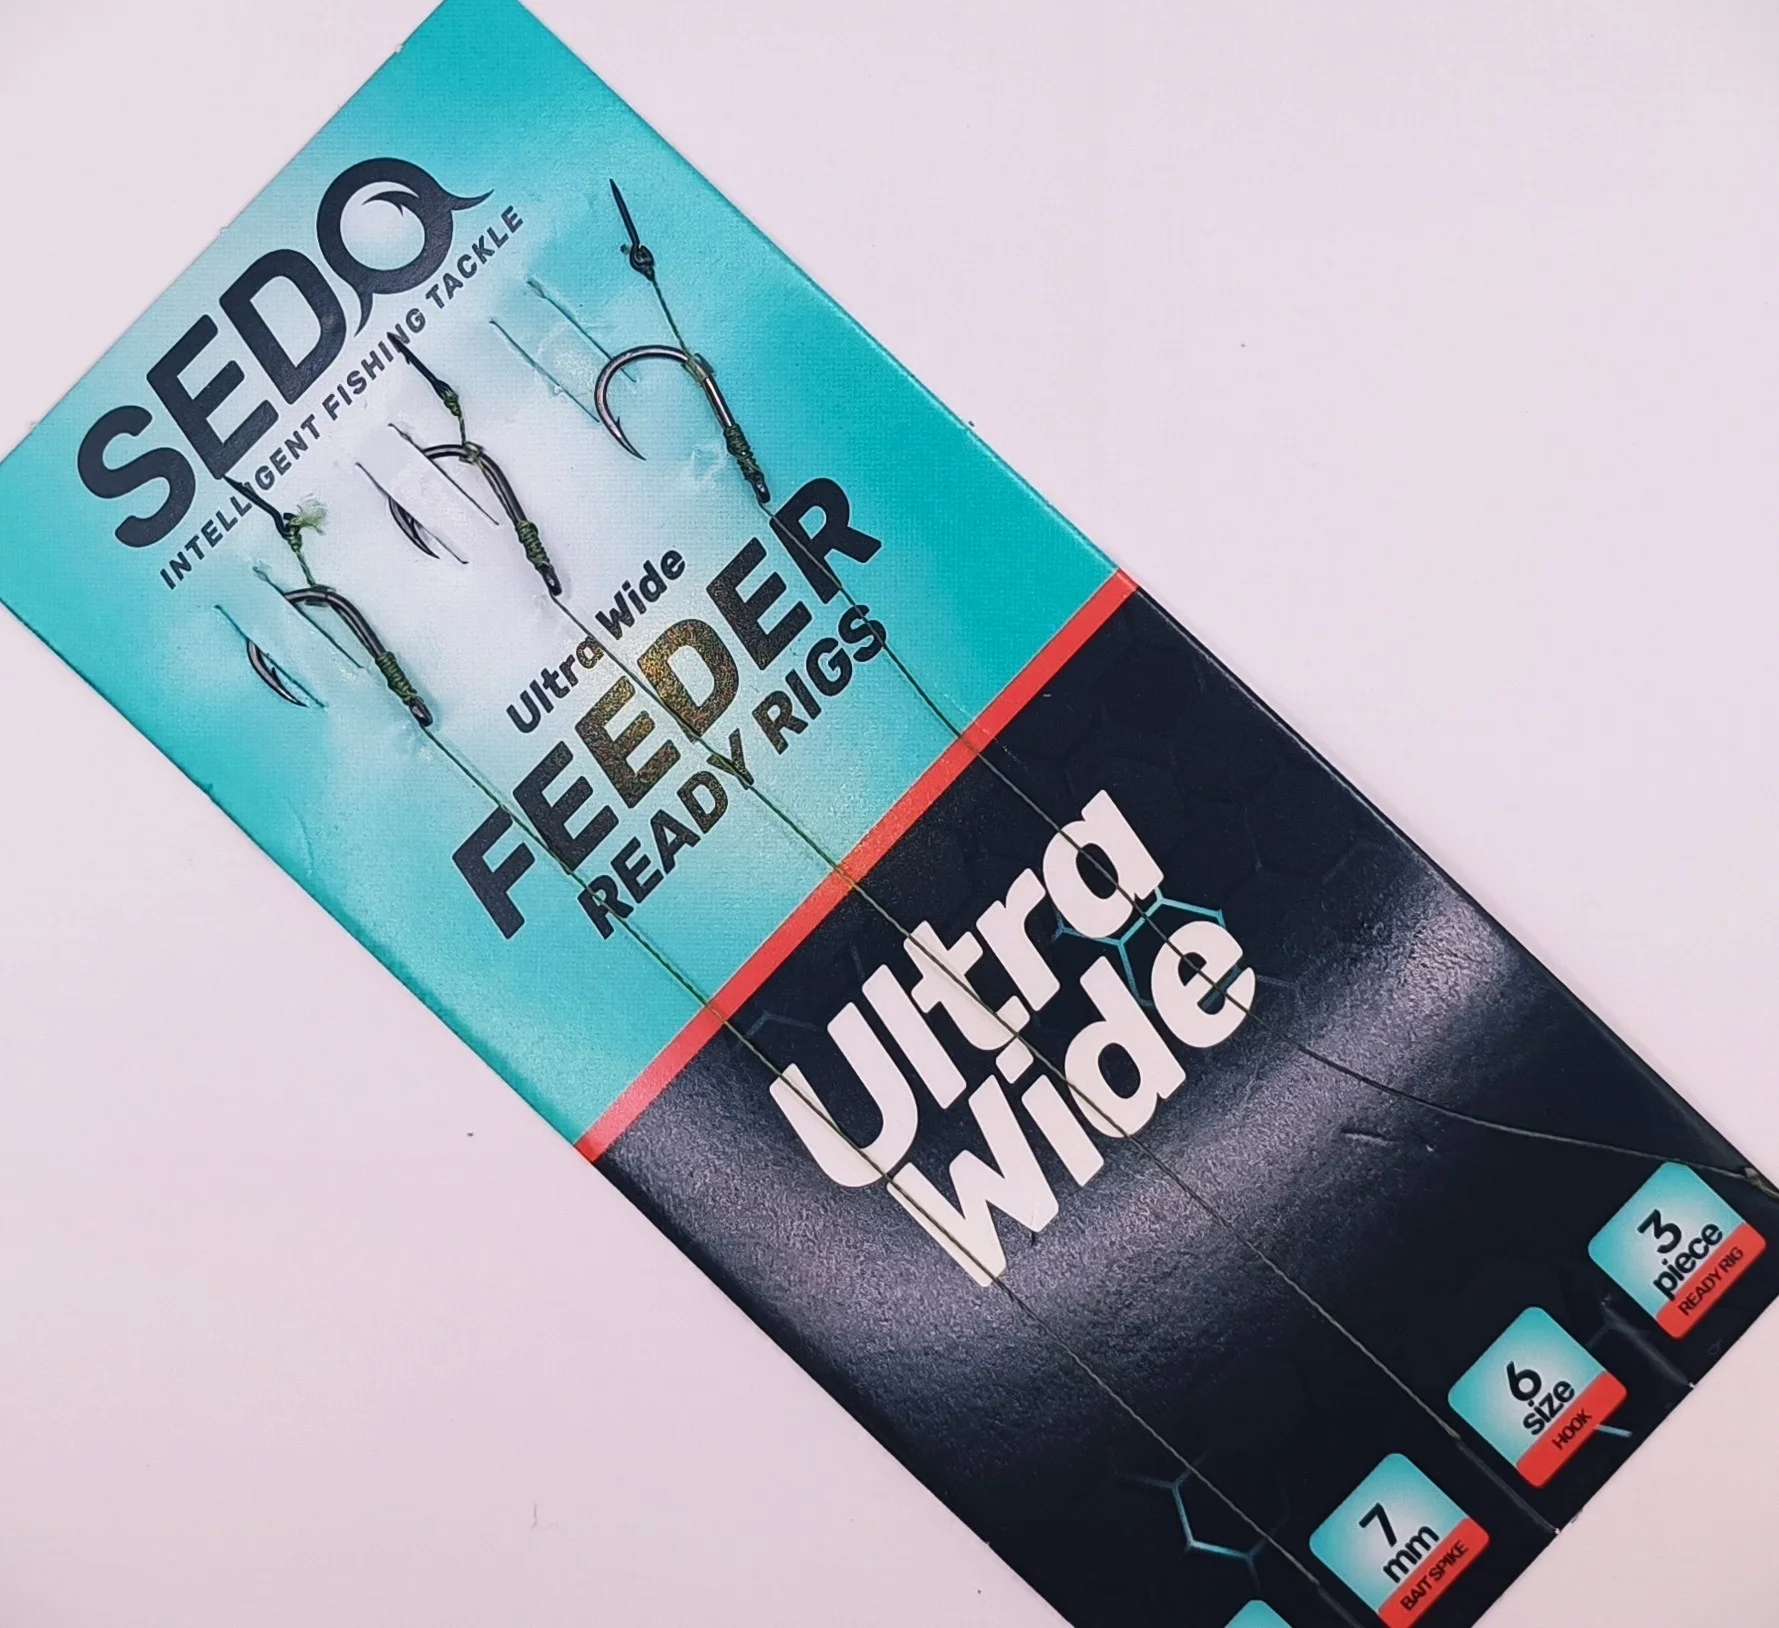 SEDO
INTELLIGENT FISHING TACKLE
Ultra Wide
FEEDER
READY RIGS
Ultra
Wide
3
piece
READY RIG
6
size
HOOK
7
mm
BAIT SPIKE